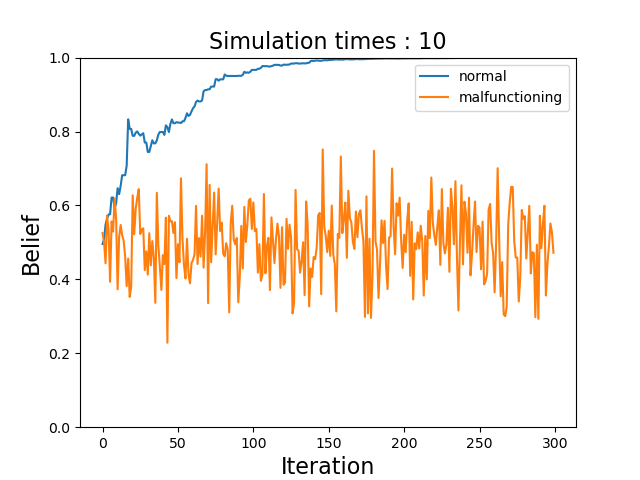 Simulation times : 10
normal
malfunctioning
Belief
1.0
0.8
0.6
0.4
0.2
0.0
0 50 100 150 200 250 300
Iteration